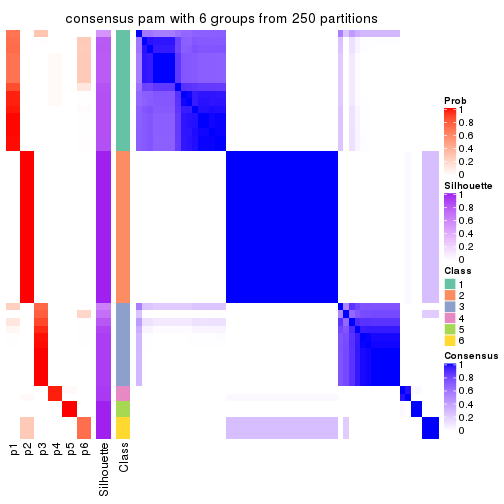 consensus pam with 6 groups from 250 partitions
Prob
1
0.8
0.6
0.4
0.2
0
Silhouette
1
0.8
0.6
0.4
0.2
0
Class
1
2
3
4
5
6
Consensus
1
0.8
0.6
0.4
0.2
0
p1
p2
p3
p4
p5
p6
Silhouette
Class